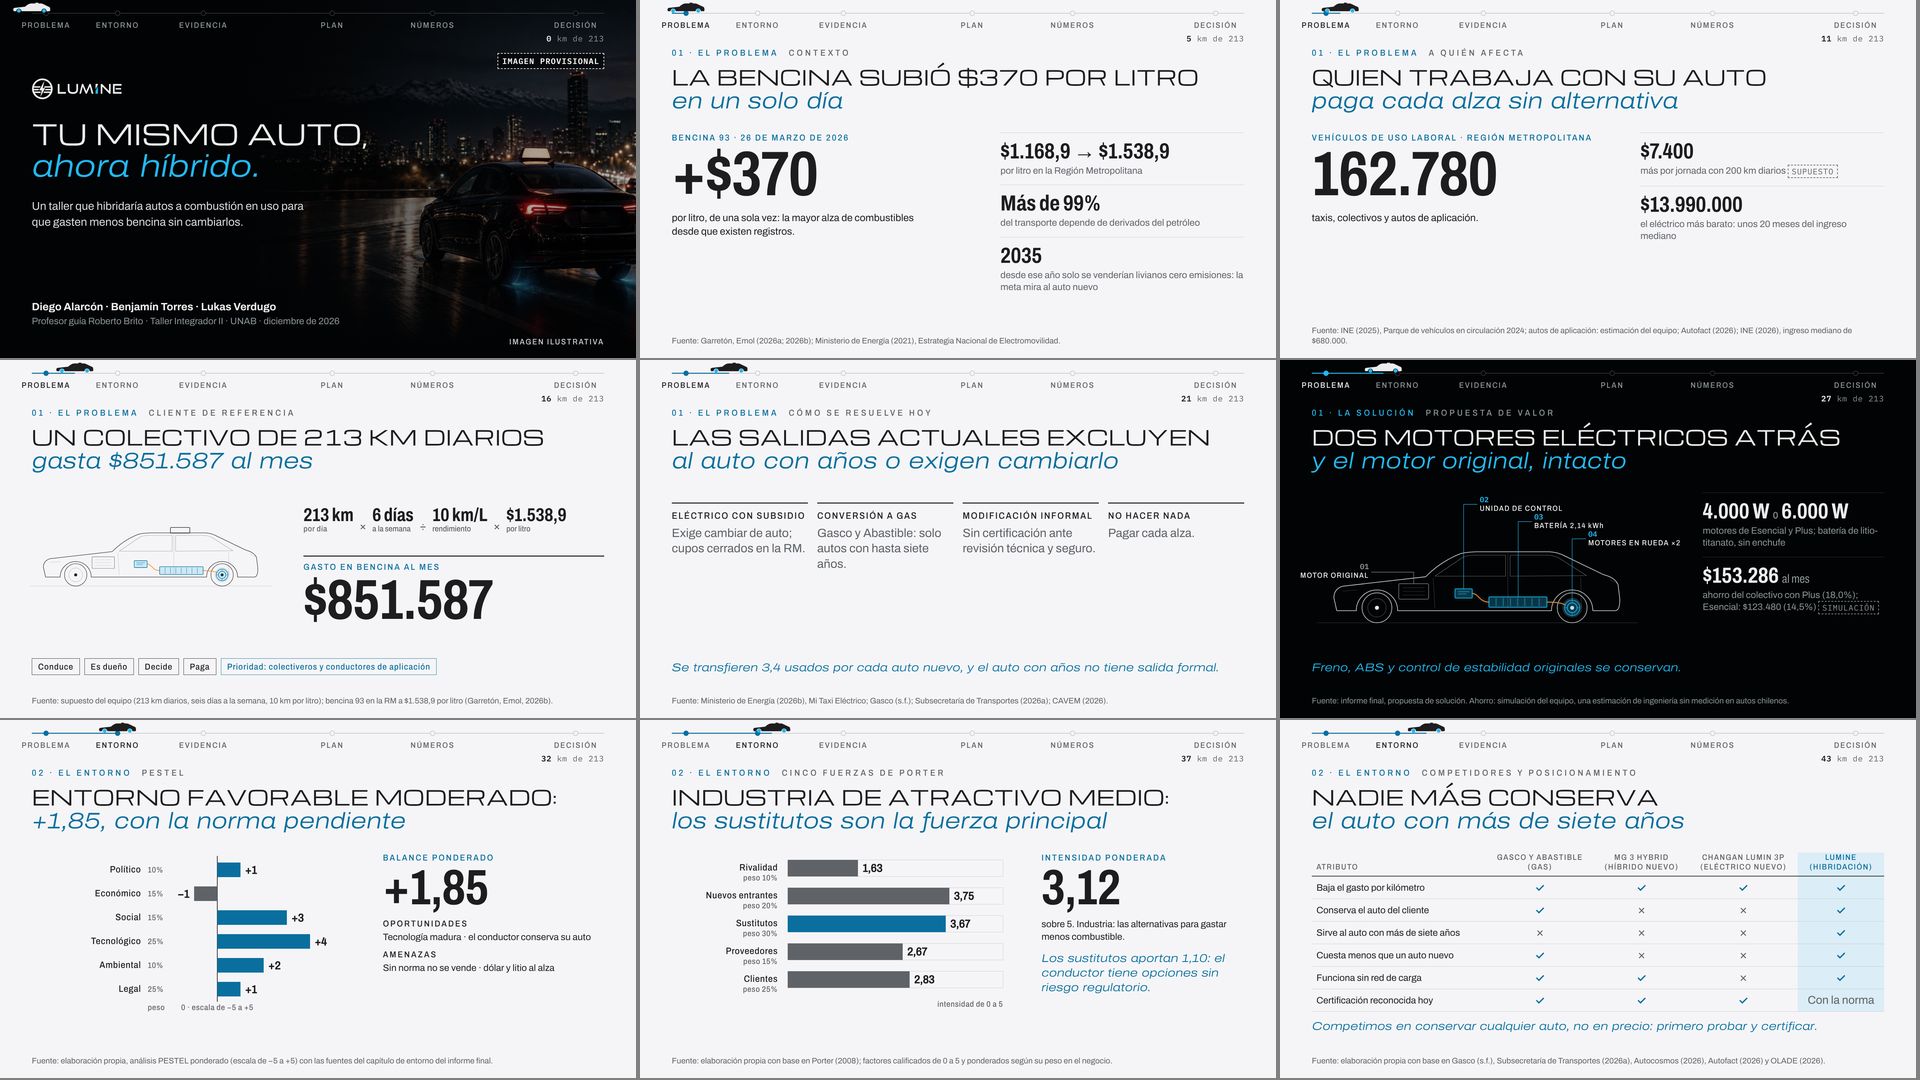 PROBLEMA ENTORNO EVIDENCIA PLAN NÚMEROS DECISIÓN
0 km de 213
IMAGEN PROVISIONAL
LUMINE
TU MISMO AUTO,
ahora híbrido.
Un taller que hibridaría autos a combustión en uso para
que gasten menos bencina sin cambiarlos.
Diego Alarcón · Benjamín Torres · Lukas Verdugo
Profesor guía Roberto Brito · Taller Integrador II · UNAB · diciembre de 2026
IMAGEN ILUSTRATIVA
PROBLEMA ENTORNO EVIDENCIA PLAN NÚMEROS DECISIÓN
5 km de 213
01 · EL PROBLEMA CONTEXTO
LA BENCINA SUBIÓ $370 POR LITRO
en un solo día
BENCINA 93 · 26 DE MARZO DE 2026
+$370
por litro, de una sola vez: la mayor alza de combustibles
desde que existen registros.
$1.168,9 → $1.538,9
por litro en la Región Metropolitana
Más de 99%
del transporte depende de derivados del petróleo
2035
desde ese año solo se venderían livianos cero emisiones: la
meta mira al auto nuevo
Fuente: Garretón, Emol (2026a; 2026b); Ministerio de Energía (2021), Estrategia Nacional de Electromovilidad.
PROBLEMA ENTORNO EVIDENCIA PLAN NÚMEROS DECISIÓN
11 km de 213
01 · EL PROBLEMA A QUIÉN AFECTA
QUIEN TRABAJA CON SU AUTO
paga cada alza sin alternativa
VEHÍCULOS DE USO LABORAL · REGIÓN METROPOLITANA
162.780
taxis, colectivos y autos de aplicación.
$7.400
más por jornada con 200 km diarios SUPUESTO
$13.990.000
el eléctrico más barato: unos 20 meses del ingreso
mediano
Fuente: INE (2025), Parque de vehículos en circulación 2024; autos de aplicación: estimación del equipo; Autofact (2026); INE (2026), ingreso mediano de
$680.000.
PROBLEMA ENTORNO EVIDENCIA PLAN NÚMEROS DECISIÓN
16 km de 213
01 · EL PROBLEMA CLIENTE DE REFERENCIA
UN COLECTIVO DE 213 KM DIARIOS
gasta $851.587 al mes
213 km × 6 días ÷ 10 km/L × $1.538,9
por día a la semana rendimiento por litro
GASTO EN BENCINA AL MES
$851.587
Conduce Es dueño Decide Paga Prioridad: colectiveros y conductores de aplicación
Fuente: supuesto del equipo (213 km diarios, seis días a la semana, 10 km por litro); bencina 93 en la RM a $1.538,9 por litro (Garretón, Emol, 2026b).
PROBLEMA ENTORNO EVIDENCIA PLAN NÚMEROS DECISIÓN
21 km de 213
01 · EL PROBLEMA CÓMO SE RESUELVE HOY
LAS SALIDAS ACTUALES EXCLUYEN
al auto con años o exigen cambiarlo
ELÉCTRICO CON SUBSIDIO
Exige cambiar de auto;
cupos cerrados en la RM.
CONVERSIÓN A GAS
Gasco y Abastible: solo
autos con hasta siete
años.
MODIFICACIÓN INFORMAL
Sin certificación ante
revisión técnica y seguro.
NO HACER NADA
Pagar cada alza.
Se transfieren 3,4 usados por cada auto nuevo, y el auto con años no tiene salida formal.
Fuente: Ministerio de Energía (2026b), Mi Taxi Eléctrico; Gasco (s.f.); Subsecretaría de Transportes (2026a); CAVEM (2026).
PROBLEMA ENTORNO EVIDENCIA PLAN NÚMEROS DECISIÓN
27 km de 213
01 · LA SOLUCIÓN PROPUESTA DE VALOR
DOS MOTORES ELÉCTRICOS ATRÁS
y el motor original, intacto
02
UNIDAD DE CONTROL
03
BATERÍA 2,14 kWh
04
MOTORES EN RUEDA ×2
01
MOTOR ORIGINAL
4.000 W o 6.000 W
motores de Esencial y Plus; batería de litio-
titanato, sin enchufe
$153.286 al mes
ahorro del colectivo con Plus (18,0%);
Esencial: $123.480 (14,5%) SIMULACIÓN
Freno, ABS y control de estabilidad originales se conservan.
Fuente: informe final, propuesta de solución. Ahorro: simulación del equipo, una estimación de ingeniería sin medición en autos chilenos.
PROBLEMA ENTORNO EVIDENCIA PLAN NÚMEROS DECISIÓN
32 km de 213
02 · EL ENTORNO PESTEL
ENTORNO FAVORABLE MODERADO:
+1,85, con la norma pendiente
Político 10% +1
Económico 15% −1
Social 15% +3
Tecnológico 25% +4
Ambiental 10% +2
Legal 25% +1
peso 0 · escala de −5 a +5
BALANCE PONDERADO
+1,85
OPORTUNIDADES
Tecnología madura · el conductor conserva su auto
AMENAZAS
Sin norma no se vende · dólar y litio al alza
Fuente: elaboración propia, análisis PESTEL ponderado (escala de −5 a +5) con las fuentes del capítulo de entorno del informe final.
PROBLEMA ENTORNO EVIDENCIA PLAN NÚMEROS DECISIÓN
37 km de 213
02 · EL ENTORNO CINCO FUERZAS DE PORTER
INDUSTRIA DE ATRACTIVO MEDIO:
los sustitutos son la fuerza principal
Rivalidad 1,63
peso 10%
Nuevos entrantes 3,75
peso 20%
Sustitutos 3,67
peso 30%
Proveedores 2,67
peso 15%
Clientes 2,83
peso 25%
intensidad de 0 a 5
INTENSIDAD PONDERADA
3,12
sobre 5. Industria: las alternativas para gastar
menos combustible.
Los sustitutos aportan 1,10: el
conductor tiene opciones sin
riesgo regulatorio.
Fuente: elaboración propia con base en Porter (2008); factores calificados de 0 a 5 y ponderados según su peso en el negocio.
PROBLEMA ENTORNO EVIDENCIA PLAN NÚMEROS DECISIÓN
43 km de 213
02 · EL ENTORNO COMPETIDORES Y POSICIONAMIENTO
NADIE MÁS CONSERVA
el auto con más de siete años
GASCO Y ABASTIBLE MG 3 HYBRID CHANGAN LUMIN 3P LUMINE
ATRIBUTO (GAS) (HÍBRIDO NUEVO) (ELÉCTRICO NUEVO) (HIBRIDACIÓN)
Baja el gasto por kilómetro ✓ ✓ ✓ ✓
Conserva el auto del cliente ✓ × × ✓
Sirve al auto con más de siete años × × × ✓
Cuesta menos que un auto nuevo ✓ × × ✓
Funciona sin red de carga ✓ ✓ × ✓
Certificación reconocida hoy ✓ ✓ ✓ Con la norma
Competimos en conservar cualquier auto, no en precio: primero probar y certificar.
Fuente: elaboración propia con base en Gasco (s.f.), Subsecretaría de Transportes (2026a), Autocosmos (2026), Autofact (2026) y OLADE (2026).